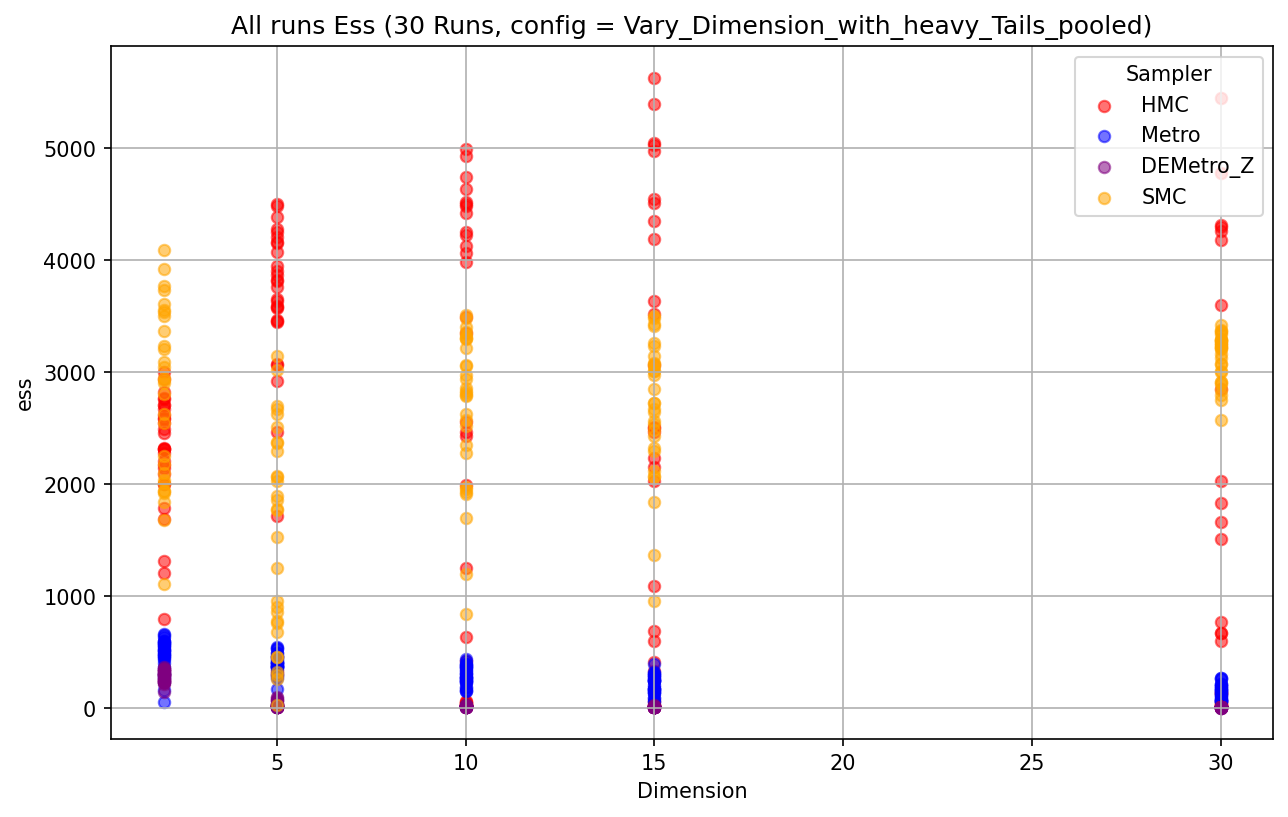 All runs Ess (30 Runs, config = Vary_Dimension_with_heavy_Tails_pooled)
Sampler
HMC
Metro
DEMetro_Z
SMC
ess
5000
4000
3000
2000
1000
0
5 10 15 20 25 30
Dimension